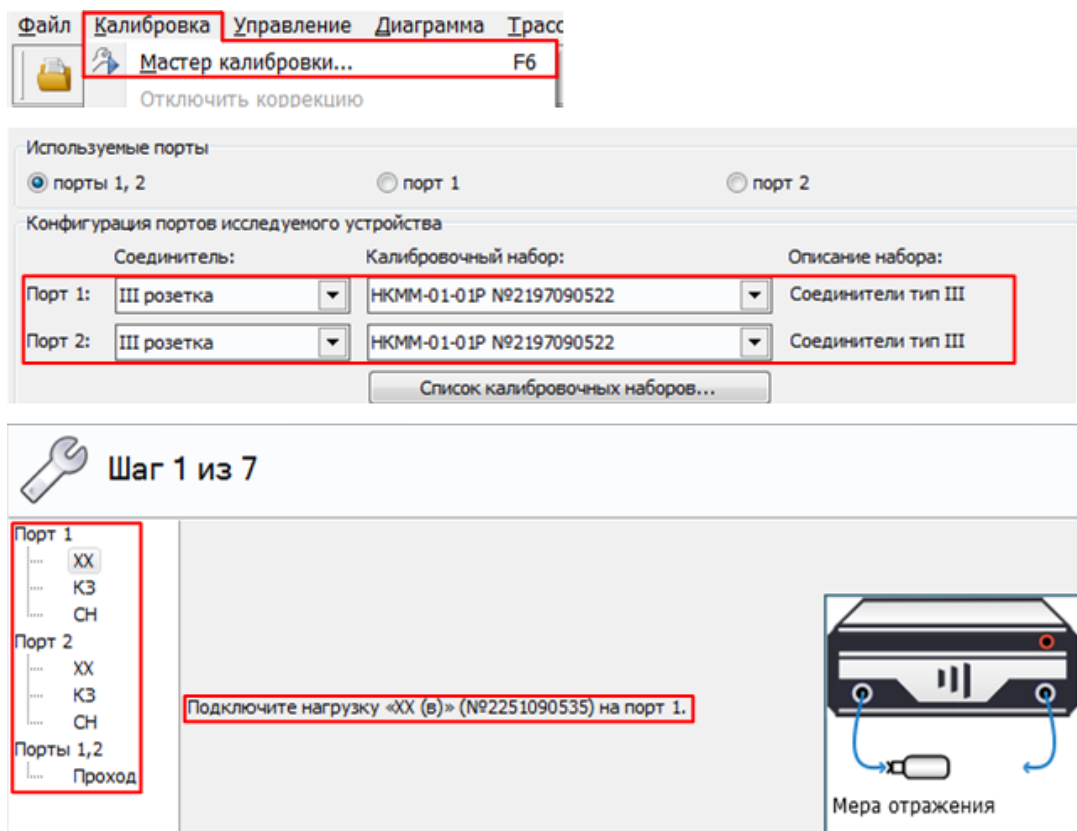 Файл Калибровка Управление Диаграмма Трасс
Мастер калибровки... F6
Отключить коррекцию
Используемые порты
порты 1, 2 порт 1 порт 2
Конфигурация портов исследуемого устройства
Соединитель: Калибровочный набор: Описание набора:
Порт 1: III розетка НКММ-01-01Р №2197090522 Соединители тип III
Порт 2: III розетка НКММ-01-01Р №2197090522 Соединители тип III
Список калибровочных наборов...
Шаг 1 из 7
Порт 1
ХХ
КЗ
СН
Порт 2
ХХ
КЗ
СН
Подключите нагрузку «ХХ (в)» (№2251090535) на порт 1.
Порты 1,2
Проход
Мера отражения